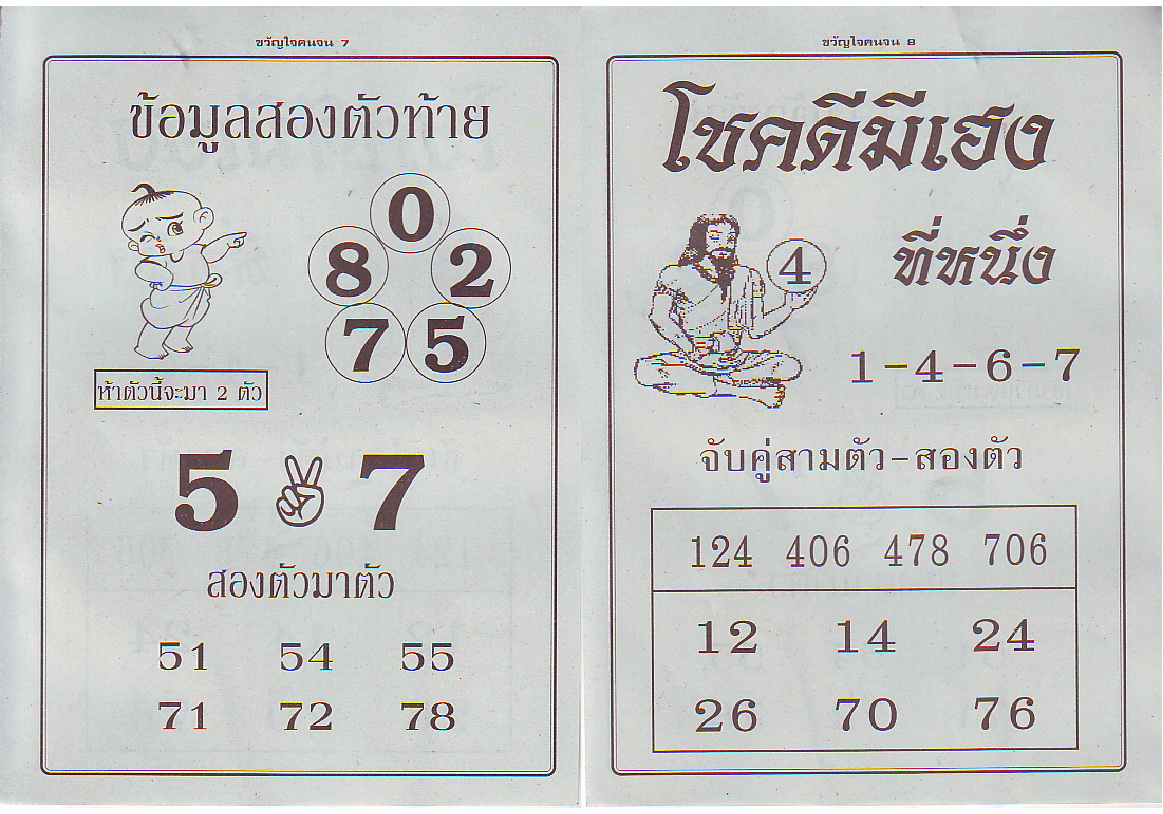 ขวัญใจคนจน 7
ข้อมูลสองตัวท้าย
0
8 2
7 5
ห้าตัวนี้จะมา 2 ตัว
5 7
สองตัวมาตัว
51 54 55
71 72 78
ขวัญใจคนจน 8
โชคดีมีเฮง
4
ที่หนึ่ง
1-4-6-7
จับคู่สามตัว-สองตัว
124 406 478 706
12 14 24
26 70 76